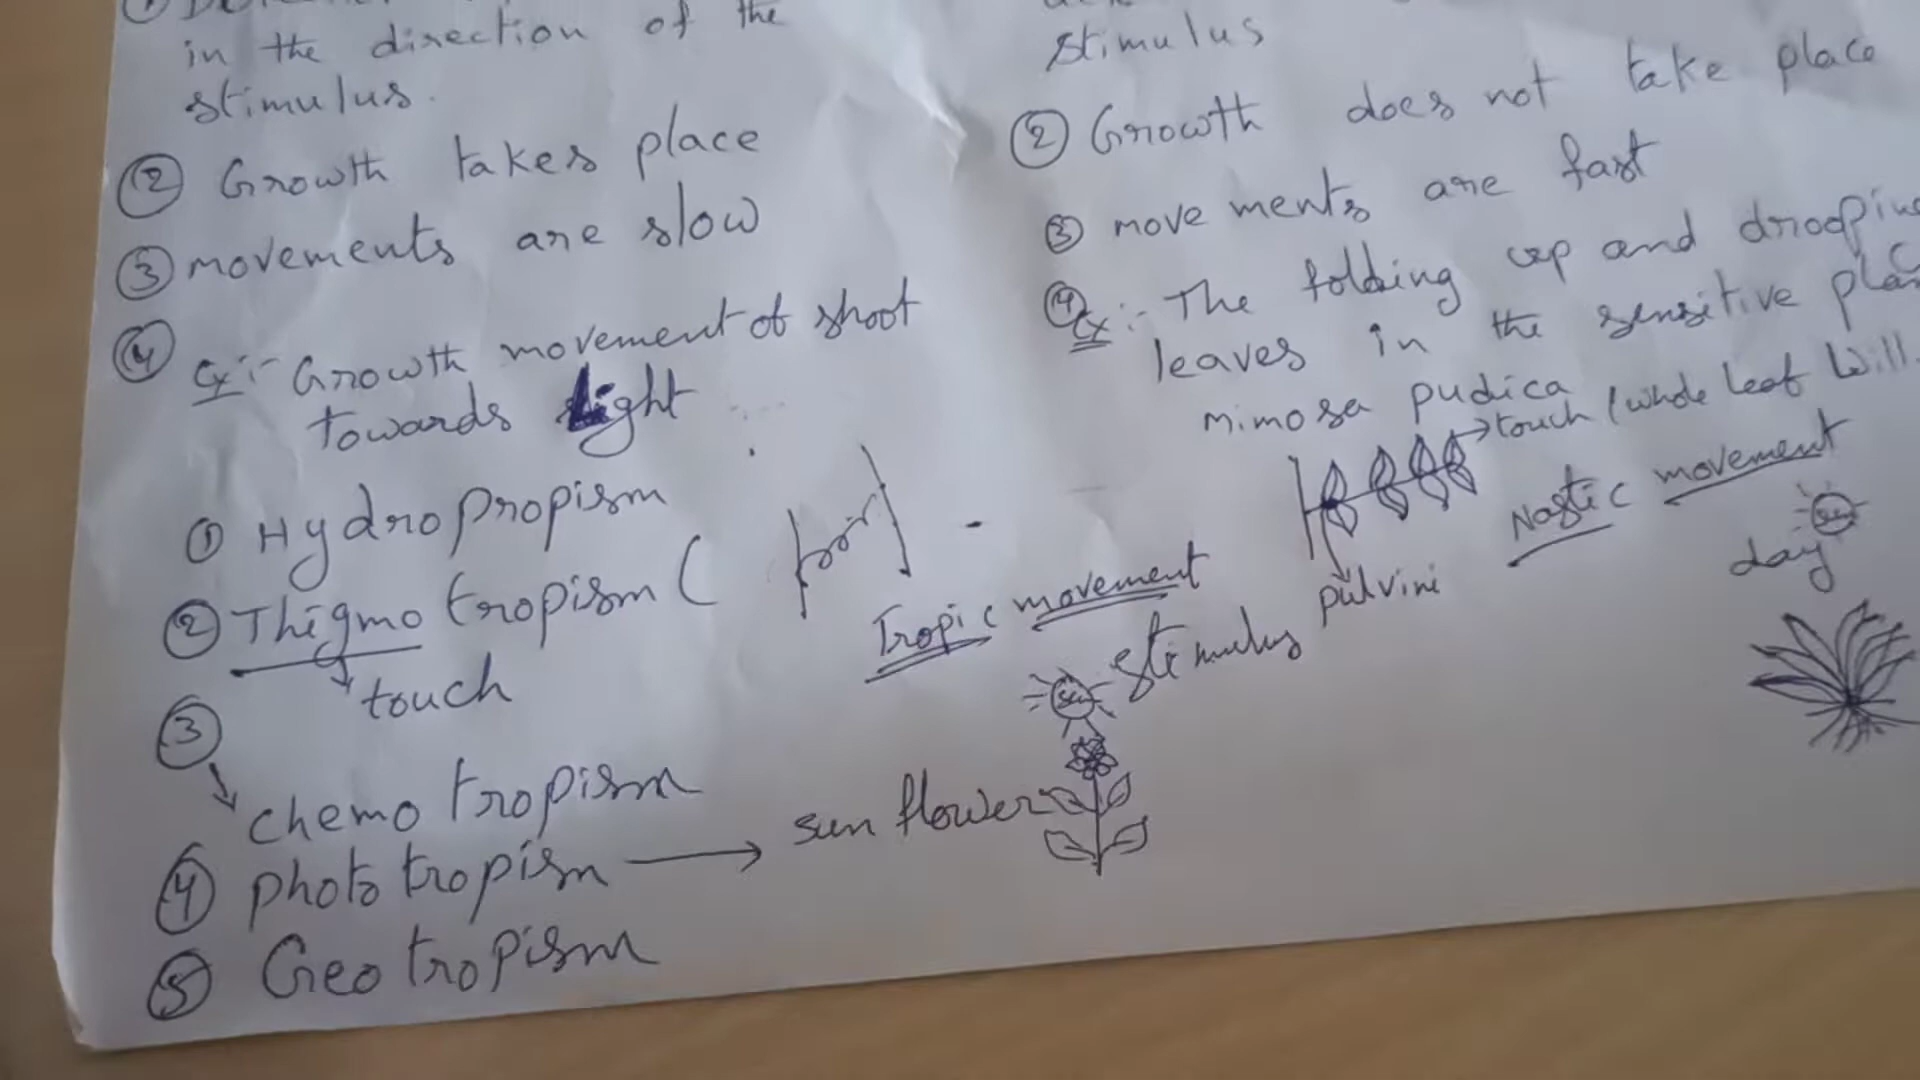 in the direction of the
stimulus.
② Growth takes place
③ movements are slow
④ Ex:- Growth movement of shoot
towards light
① Hydropropism
② Thigmo tropism (
touch
③
chemo tropism
④ photo tropism → sun flower
⑤ Geo tropism
stimulus
② Growth does not take place
③ move ments are fast
④ Ex:- The folding up and drooping
leaves in the sensitive
mimosa pudica
touch (whole leaf will
pulvini
Nastic movement
day
Tropic movement
stimulus